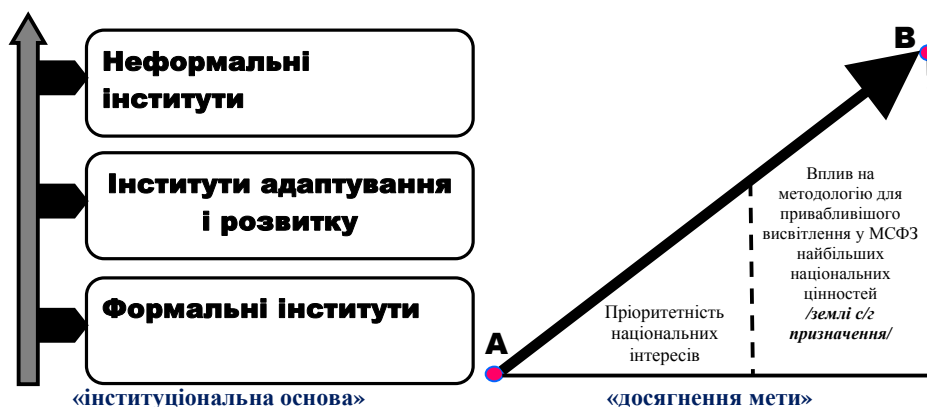 Неформальні
інститути
Інститути адаптування
і розвитку
Формальні інститути
«інституціональна основа»
B
Вплив на
методологію для
привабливішого
висвітлення у МСФЗ
найбільших
національних
цінностей
/землі с/г
призначення/
Пріоритетність
національних
інтересів
A
«досягнення мети»